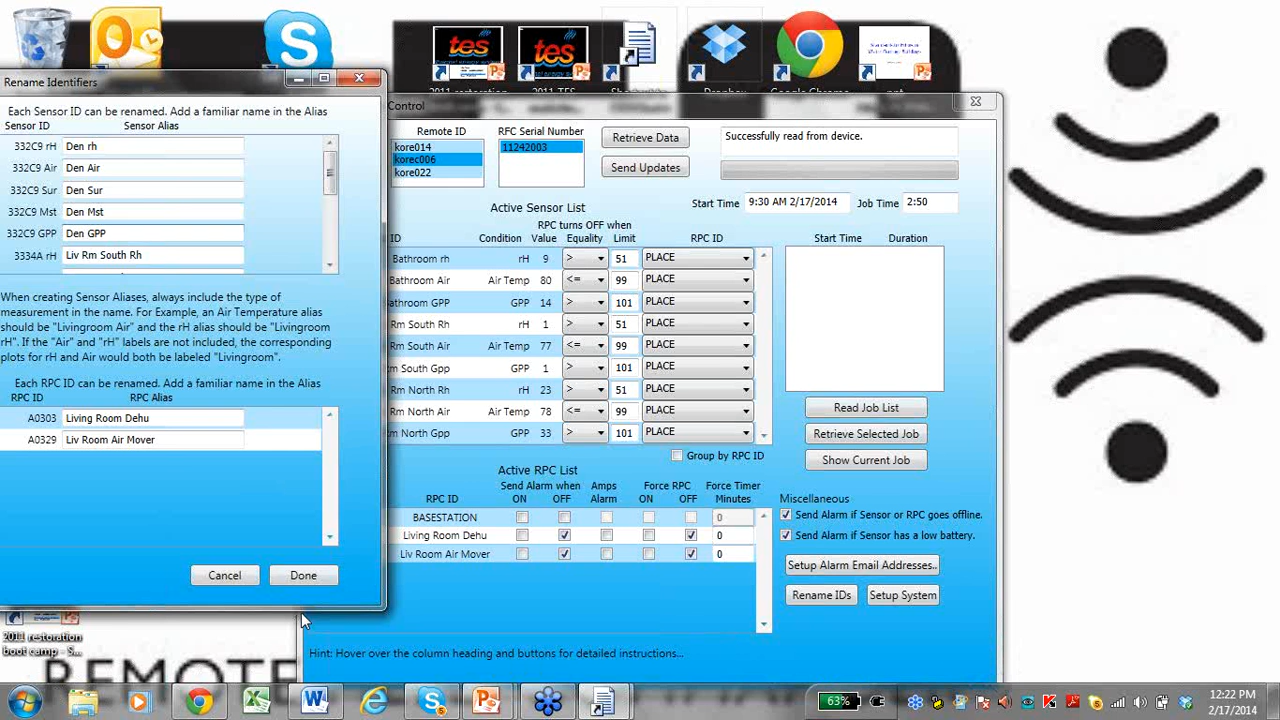 Rename Identifiers
Each Sensor ID can be renamed. Add a familiar name in the Alias
Sensor ID Sensor Alias
332C9 rH Den rh
332C9 Air Den Air
332C9 Sur Den Sur
332C9 Mst Den Mst
332C9 GPP Den GPP
3334A rH Liv Rm South Rh
When creating Sensor Aliases, always include the type of
measurement in the name. For Example, an Air Temperature alias
should be "Livingroom Air" and the rH alias should be "Livingroom
rH". If the "Air" and "rH" labels are not included, the corresponding
plots for rH and Air would both be labeled "Livingroom".
Each RPC ID can be renamed. Add a familiar name in the Alias
RPC ID RPC Alias
A0303 Living Room Dehu
A0329 Liv Room Air Mover
Cancel Done
Control
Remote ID RFC Serial Number
kore014
korec006
kore022
11242003
Retrieve Data
Send Updates
Successfully read from device.
Start Time 9:30 AM 2/17/2014 Job Time 2:50
Active Sensor List
RPC turns OFF when
ID Condition Value Equality Limit RPC ID
Bathroom rh rH 9 > 51 PLACE
Bathroom Air Air Temp 80 <= 99 PLACE
Bathroom GPP GPP 14 > 101 PLACE
Rm South Rh rH 1 > 51 PLACE
Rm South Air Air Temp 77 <= 99 PLACE
Rm South Gpp GPP 1 > 101 PLACE
Rm North Rh rH 23 > 51 PLACE
Rm North Air Air Temp 78 <= 99 PLACE
Rm North Gpp GPP 33 > 101 PLACE
Group by RPC ID
Active RPC List
Send Alarm when Amps Force RPC Force Timer
RPC ID ON OFF Alarm ON OFF Minutes
BASESTATION 0
Living Room Dehu 0
Liv Room Air Mover 0
Start Time Duration
Read Job List
Retrieve Selected Job
Show Current Job
Miscellaneous
Send Alarm if Sensor or RPC goes offline.
Send Alarm if Sensor has a low battery.
Setup Alarm Email Addresses..
Rename IDs Setup System
Hint: Hover over the column heading and buttons for detailed instructions...
tes
tes
2011 restoration
boot camp - S...
REMOTE
63%
12:22 PM
2/17/2014